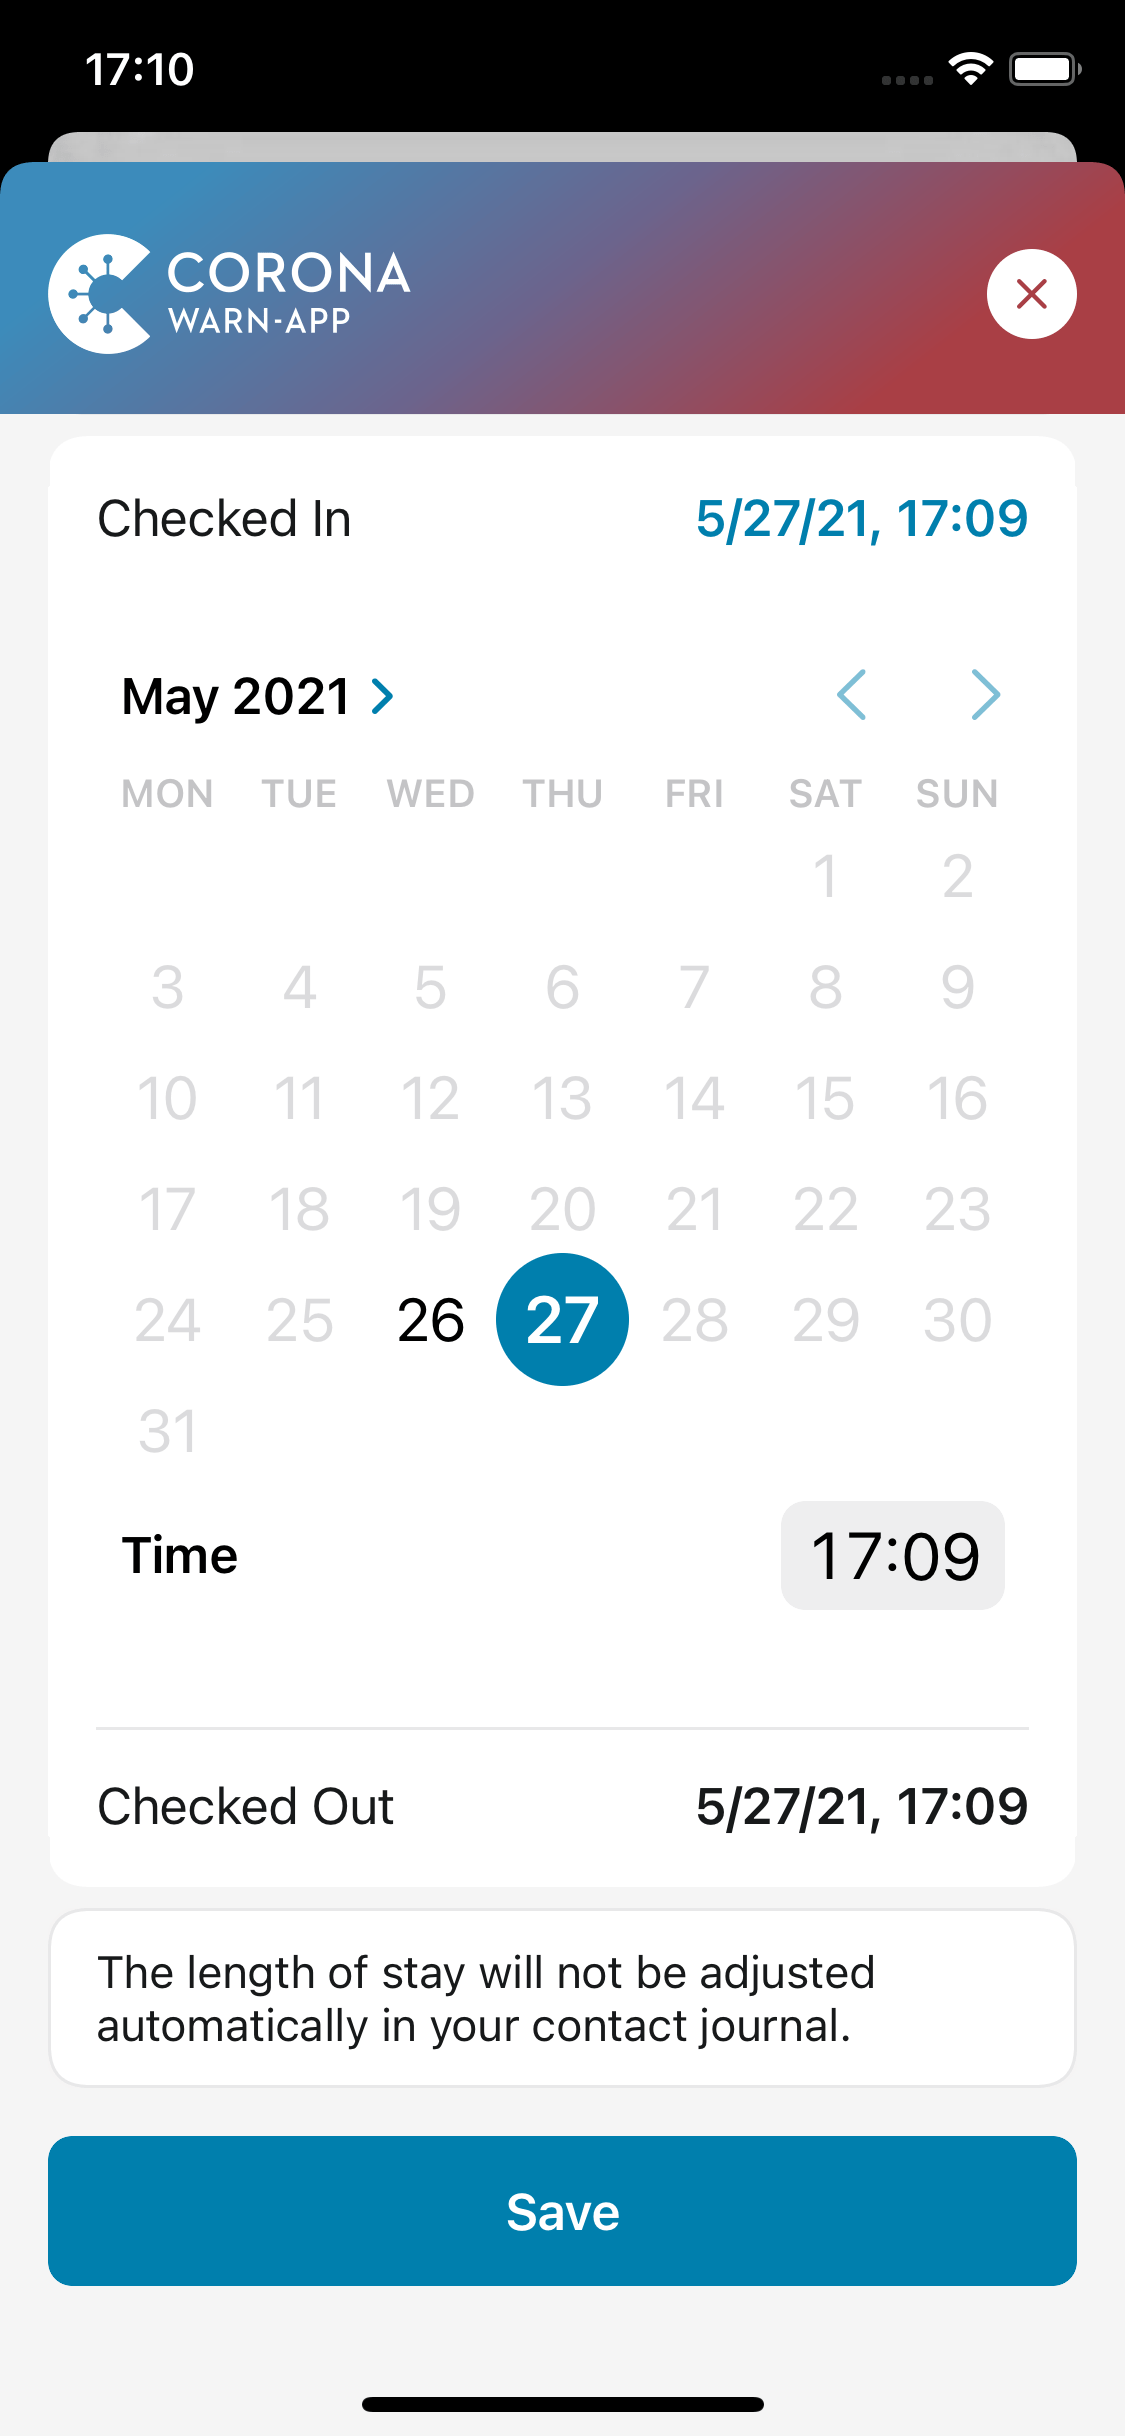 17:10
CORONA
WARN-APP
Checked In 5/27/21, 17:09
May 2021
MON TUE WED THU FRI SAT SUN
1 2
3 4 5 6 7 8 9
10 11 12 13 14 15 16
17 18 19 20 21 22 23
24 25 26 27 28 29 30
31
Time 17:09
Checked Out 5/27/21, 17:09
The length of stay will not be adjusted
automatically in your contact journal.
Save